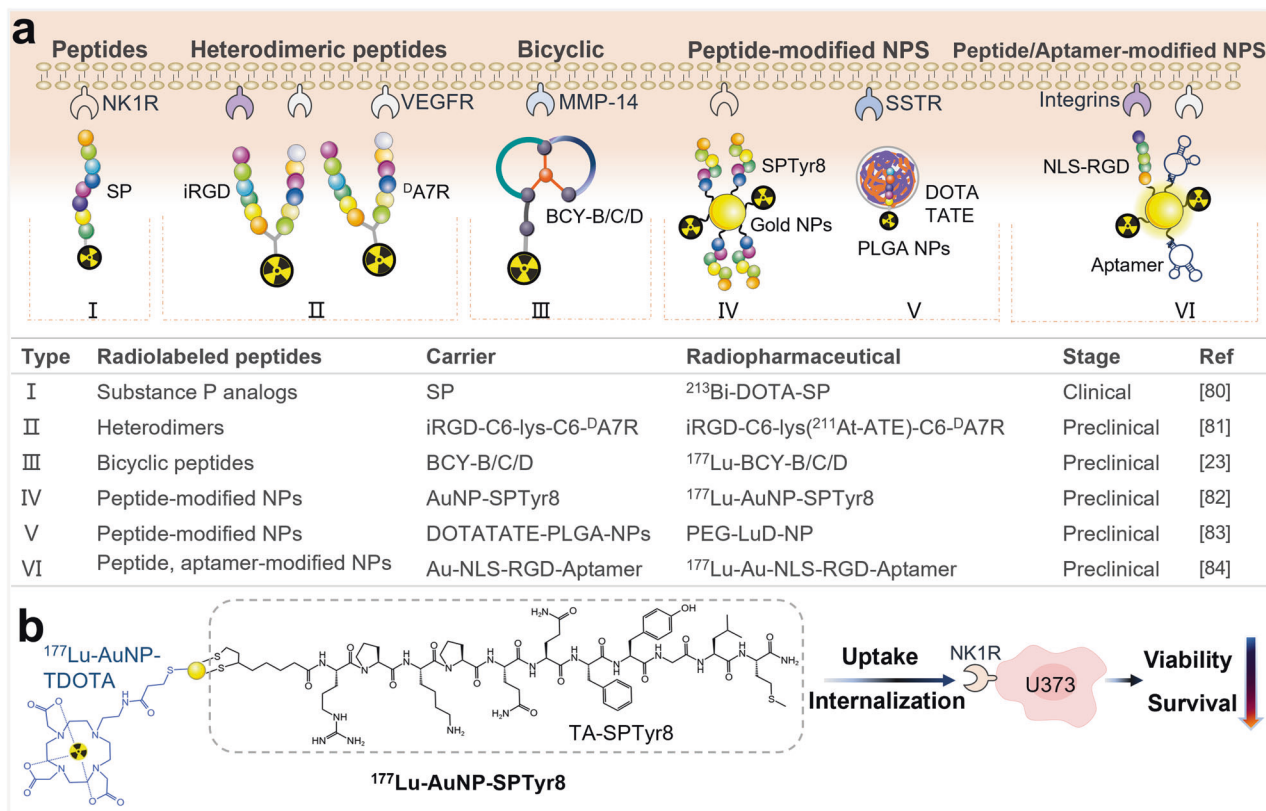 a
Peptides Heterodimeric peptides Bicyclic Peptide-modified NPS Peptide/Aptamer-modified NPS
NK1R VEGFR MMP-14 SSTR Integrins
SP iRGD ᴰA7R BCY-B/C/D SPTyr8 Gold NPs DOTA TATE PLGA NPs NLS-RGD Aptamer
I II III IV V VI
Type Radiolabeled peptides Carrier Radiopharmaceutical Stage Ref
I Substance P analogs SP ²¹³Bi-DOTA-SP Clinical [80]
II Heterodimers iRGD-C6-lys-C6-ᴰA7R iRGD-C6-lys(²¹¹At-ATE)-C6-ᴰA7R Preclinical [81]
III Bicyclic peptides BCY-B/C/D ¹⁷⁷Lu-BCY-B/C/D Preclinical [23]
IV Peptide-modified NPs AuNP-SPTyr8 ¹⁷⁷Lu-AuNP-SPTyr8 Preclinical [82]
V Peptide-modified NPs DOTATATE-PLGA-NPs PEG-LuD-NP Preclinical [83]
VI Peptide, aptamer-modified NPs Au-NLS-RGD-Aptamer ¹⁷⁷Lu-Au-NLS-RGD-Aptamer Preclinical [84]
b
¹⁷⁷Lu-AuNP-
TDOTA
TA-SPTyr8
¹⁷⁷Lu-AuNP-SPTyr8
Uptake
Internalization
NK1R
U373
Viability
Survival